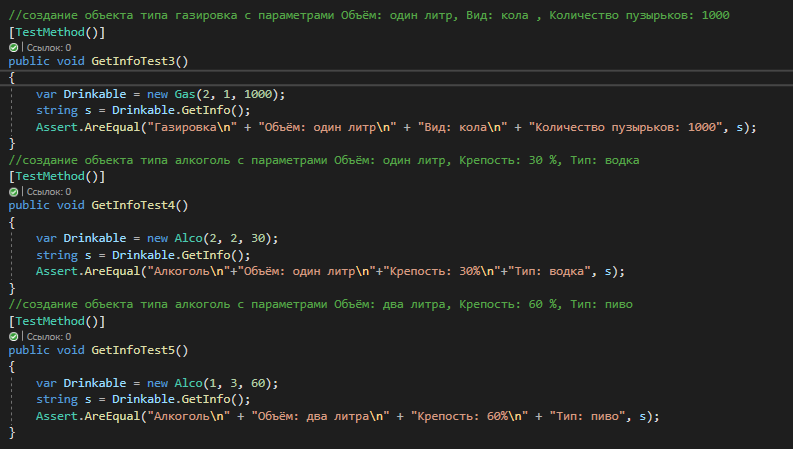 //создание объекта типа газировка с параметрами Объём: один литр, Вид: кола , Количество пузырьков: 1000
[TestMethod()]
| Ссылок: 0
public void GetInfoTest3()
{
var Drinkable = new Gas(2, 1, 1000);
string s = Drinkable.GetInfo();
Assert.AreEqual("Газировка\n" + "Объём: один литр\n" + "Вид: кола\n" + "Количество пузырьков: 1000", s);
}
//создание объекта типа алкоголь с параметрами Объём: один литр, Крепость: 30 %, Тип: водка
[TestMethod()]
| Ссылок: 0
public void GetInfoTest4()
{
var Drinkable = new Alco(2, 2, 30);
string s = Drinkable.GetInfo();
Assert.AreEqual("Алкоголь\n"+"Объём: один литр\n"+"Крепость: 30%\n"+"Тип: водка", s);
}
//создание объекта типа алкоголь с параметрами Объём: два литра, Крепость: 60 %, Тип: пиво
[TestMethod()]
| Ссылок: 0
public void GetInfoTest5()
{
var Drinkable = new Alco(1, 3, 60);
string s = Drinkable.GetInfo();
Assert.AreEqual("Алкоголь\n" + "Объём: два литра\n" + "Крепость: 60%\n" + "Тип: пиво", s);
}